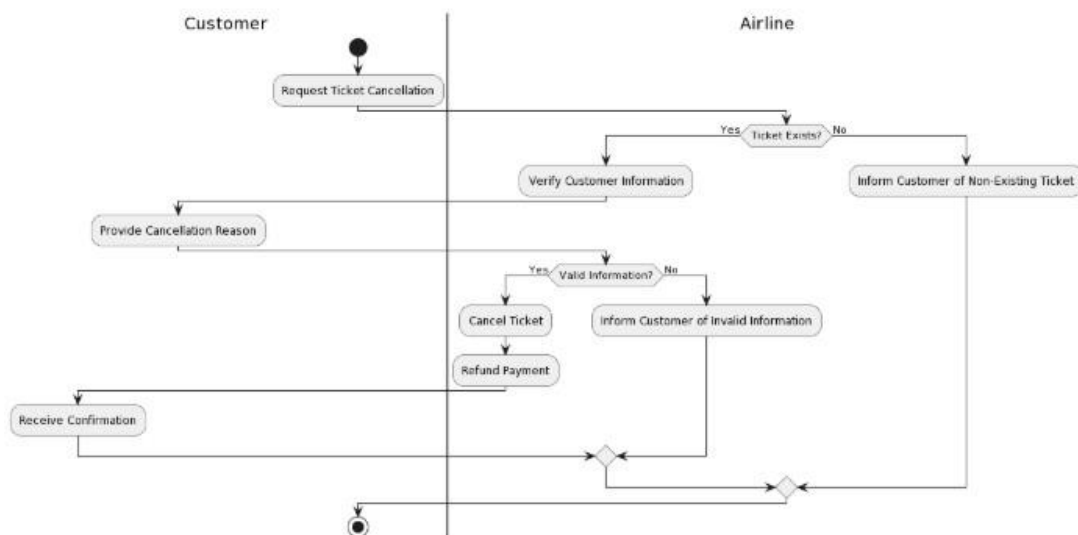 Customer
Airline
Request Ticket Cancellation
Yes
Ticket Exists?
No
Verify Customer Information
Inform Customer of Non-Existing Ticket
Provide Cancellation Reason
Yes
Valid Information?
No
Cancel Ticket
Inform Customer of Invalid Information
Refund Payment
Receive Confirmation